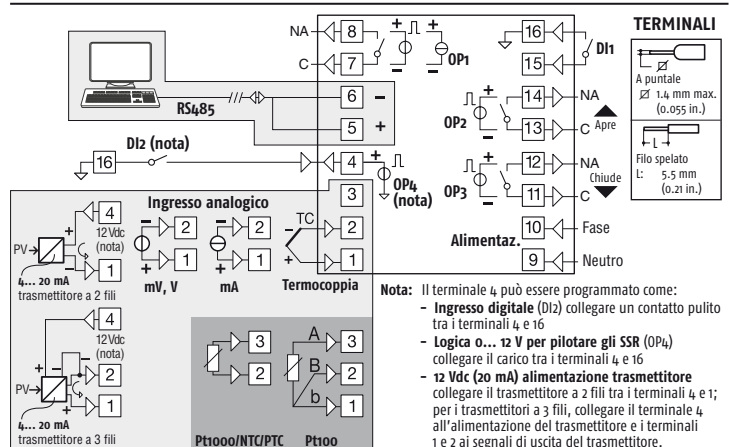 TERMINALI
A puntale
⌀ 1.4 mm max.
(0.055 in.)
L
Filo spelato
L: 5.5 mm
(0.21 in.)
NA 8 + + OP1
C 7 - -
RS485
6 -
5 +
16 DI1
15
14 NA
OP2 + Apre
13 C -
12 NA
OP3 + Chiude
11 C -
10 Fase
Alimentaz.
9 Neutro
DI2 (nota)
16
4 +
OP4
(nota)
-
3
TC
- 2
+ 1
Termocoppia
Ingresso analogico
- 2
+ 1
mV, V
- 2
+ 1
mA
4
12 Vdc
(nota)
PV + -
1
4... 20 mA
trasmettitore a 2 fili
4
12 Vdc
(nota)
PV - 2
+ 1
4... 20 mA
trasmettitore a 3 fili
3
2
Pt1000/NTC/PTC
A 3
B 2
b 1
Pt100
Nota: Il terminale 4 può essere programmato come:
- Ingresso digitale (DI2) collegare un contatto pulito
tra i terminali 4 e 16
- Logica 0... 12 V per pilotare gli SSR (OP4)
collegare il carico tra i terminali 4 e 16
- 12 Vdc (20 mA) alimentazione trasmettitore
collegare il trasmettitore a 2 fili tra i terminali 4 e 1;
per i trasmettitori a 3 fili, collegare il terminale 4
all'alimentazione del trasmettitore e i terminali
1 e 2 ai segnali di uscita del trasmettitore.